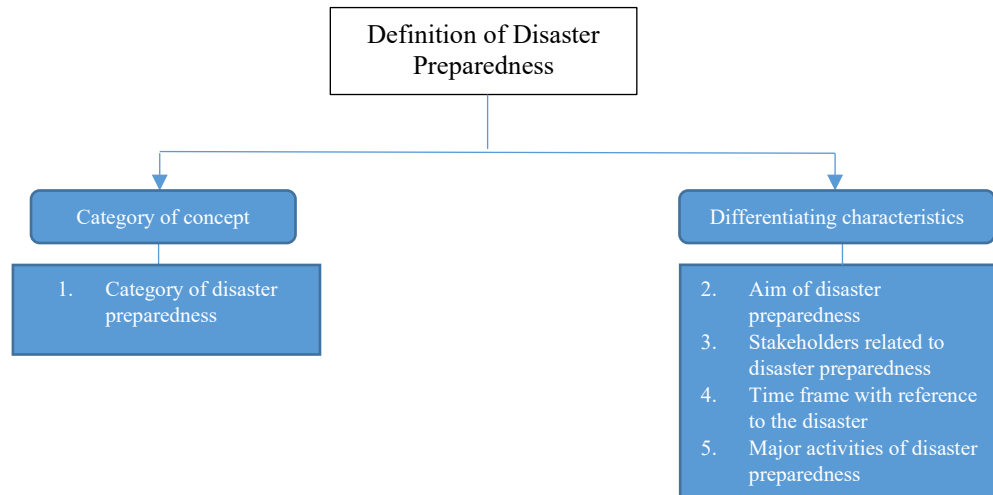 Definition of Disaster
Preparedness
Category of concept
1. Category of disaster
preparedness
Differentiating characteristics
2. Aim of disaster
preparedness
3. Stakeholders related to
disaster preparedness
4. Time frame with reference
to the disaster
5. Major activities of disaster
preparedness